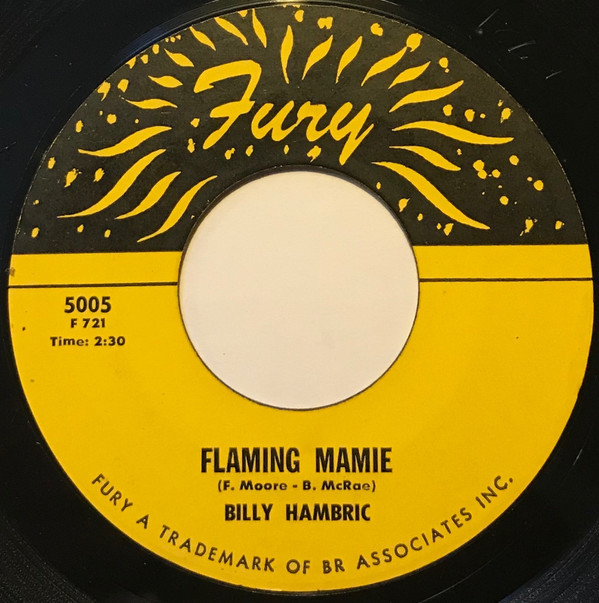 Fury
5005
F 721
Time: 2:30
FLAMING MAMIE
(F. Moore - B. McRae)
BILLY HAMBRIC
FURY A TRADEMARK OF BR ASSOCIATES INC.